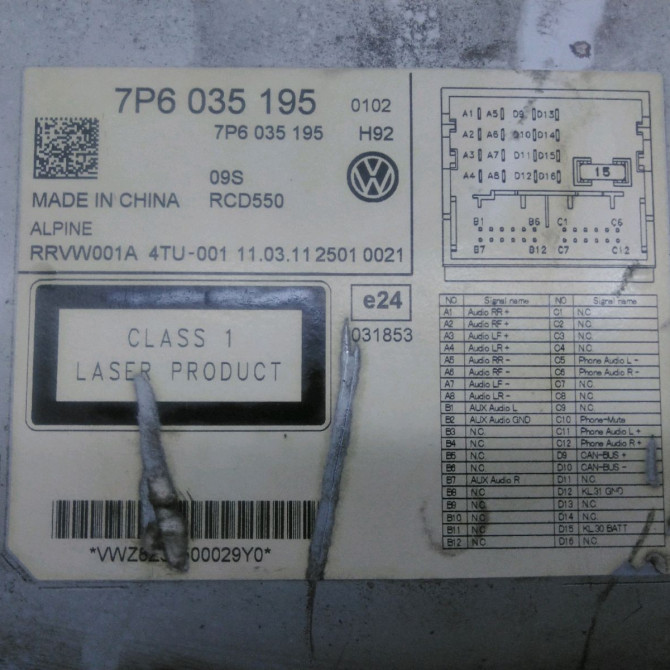 7P6 035 195 0102
7P6 035 195 H92
09S
MADE IN CHINA RCD550
ALPINE
RRVW001A 4TU-001 11.03.11 2501 0021
CLASS 1
LASER PRODUCT
e24
031853
A1 A5 D9 D13
A2 A6 D10 D14
A3 A7 D11 D15
A4 A8 D12 D16
15
B1 B6 C1 C6
B7 B12 C7 C12
NO Signal name NO Signal name
A1 Audio RR + C1 N.C.
A2 Audio RF + C2 N.C.
A3 Audio LF + C3 N.C.
A4 Audio LR + C4 N.C.
A5 Audio RR - C5 Phone Audio L -
A6 Audio RF - C6 Phone Audio R -
A7 Audio LF - C7 N.C.
A8 Audio LR - C8 N.C.
B1 AUX Audio L C9 N.C.
B2 AUX Audio GND C10 Phone-Mute
B3 N.C. C11 Phone Audio L +
B4 N.C. C12 Phone Audio R +
B5 N.C. D9 CAN-BUS +
B6 N.C. D10 CAN-BUS -
B7 AUX Audio R D11 N.C.
B8 N.C. D12 KL31 GND
B9 N.C. D13 N.C.
B10 N.C. D14 N.C.
B11 N.C. D15 KL30 BATT
B12 N.C. D16 N.C.